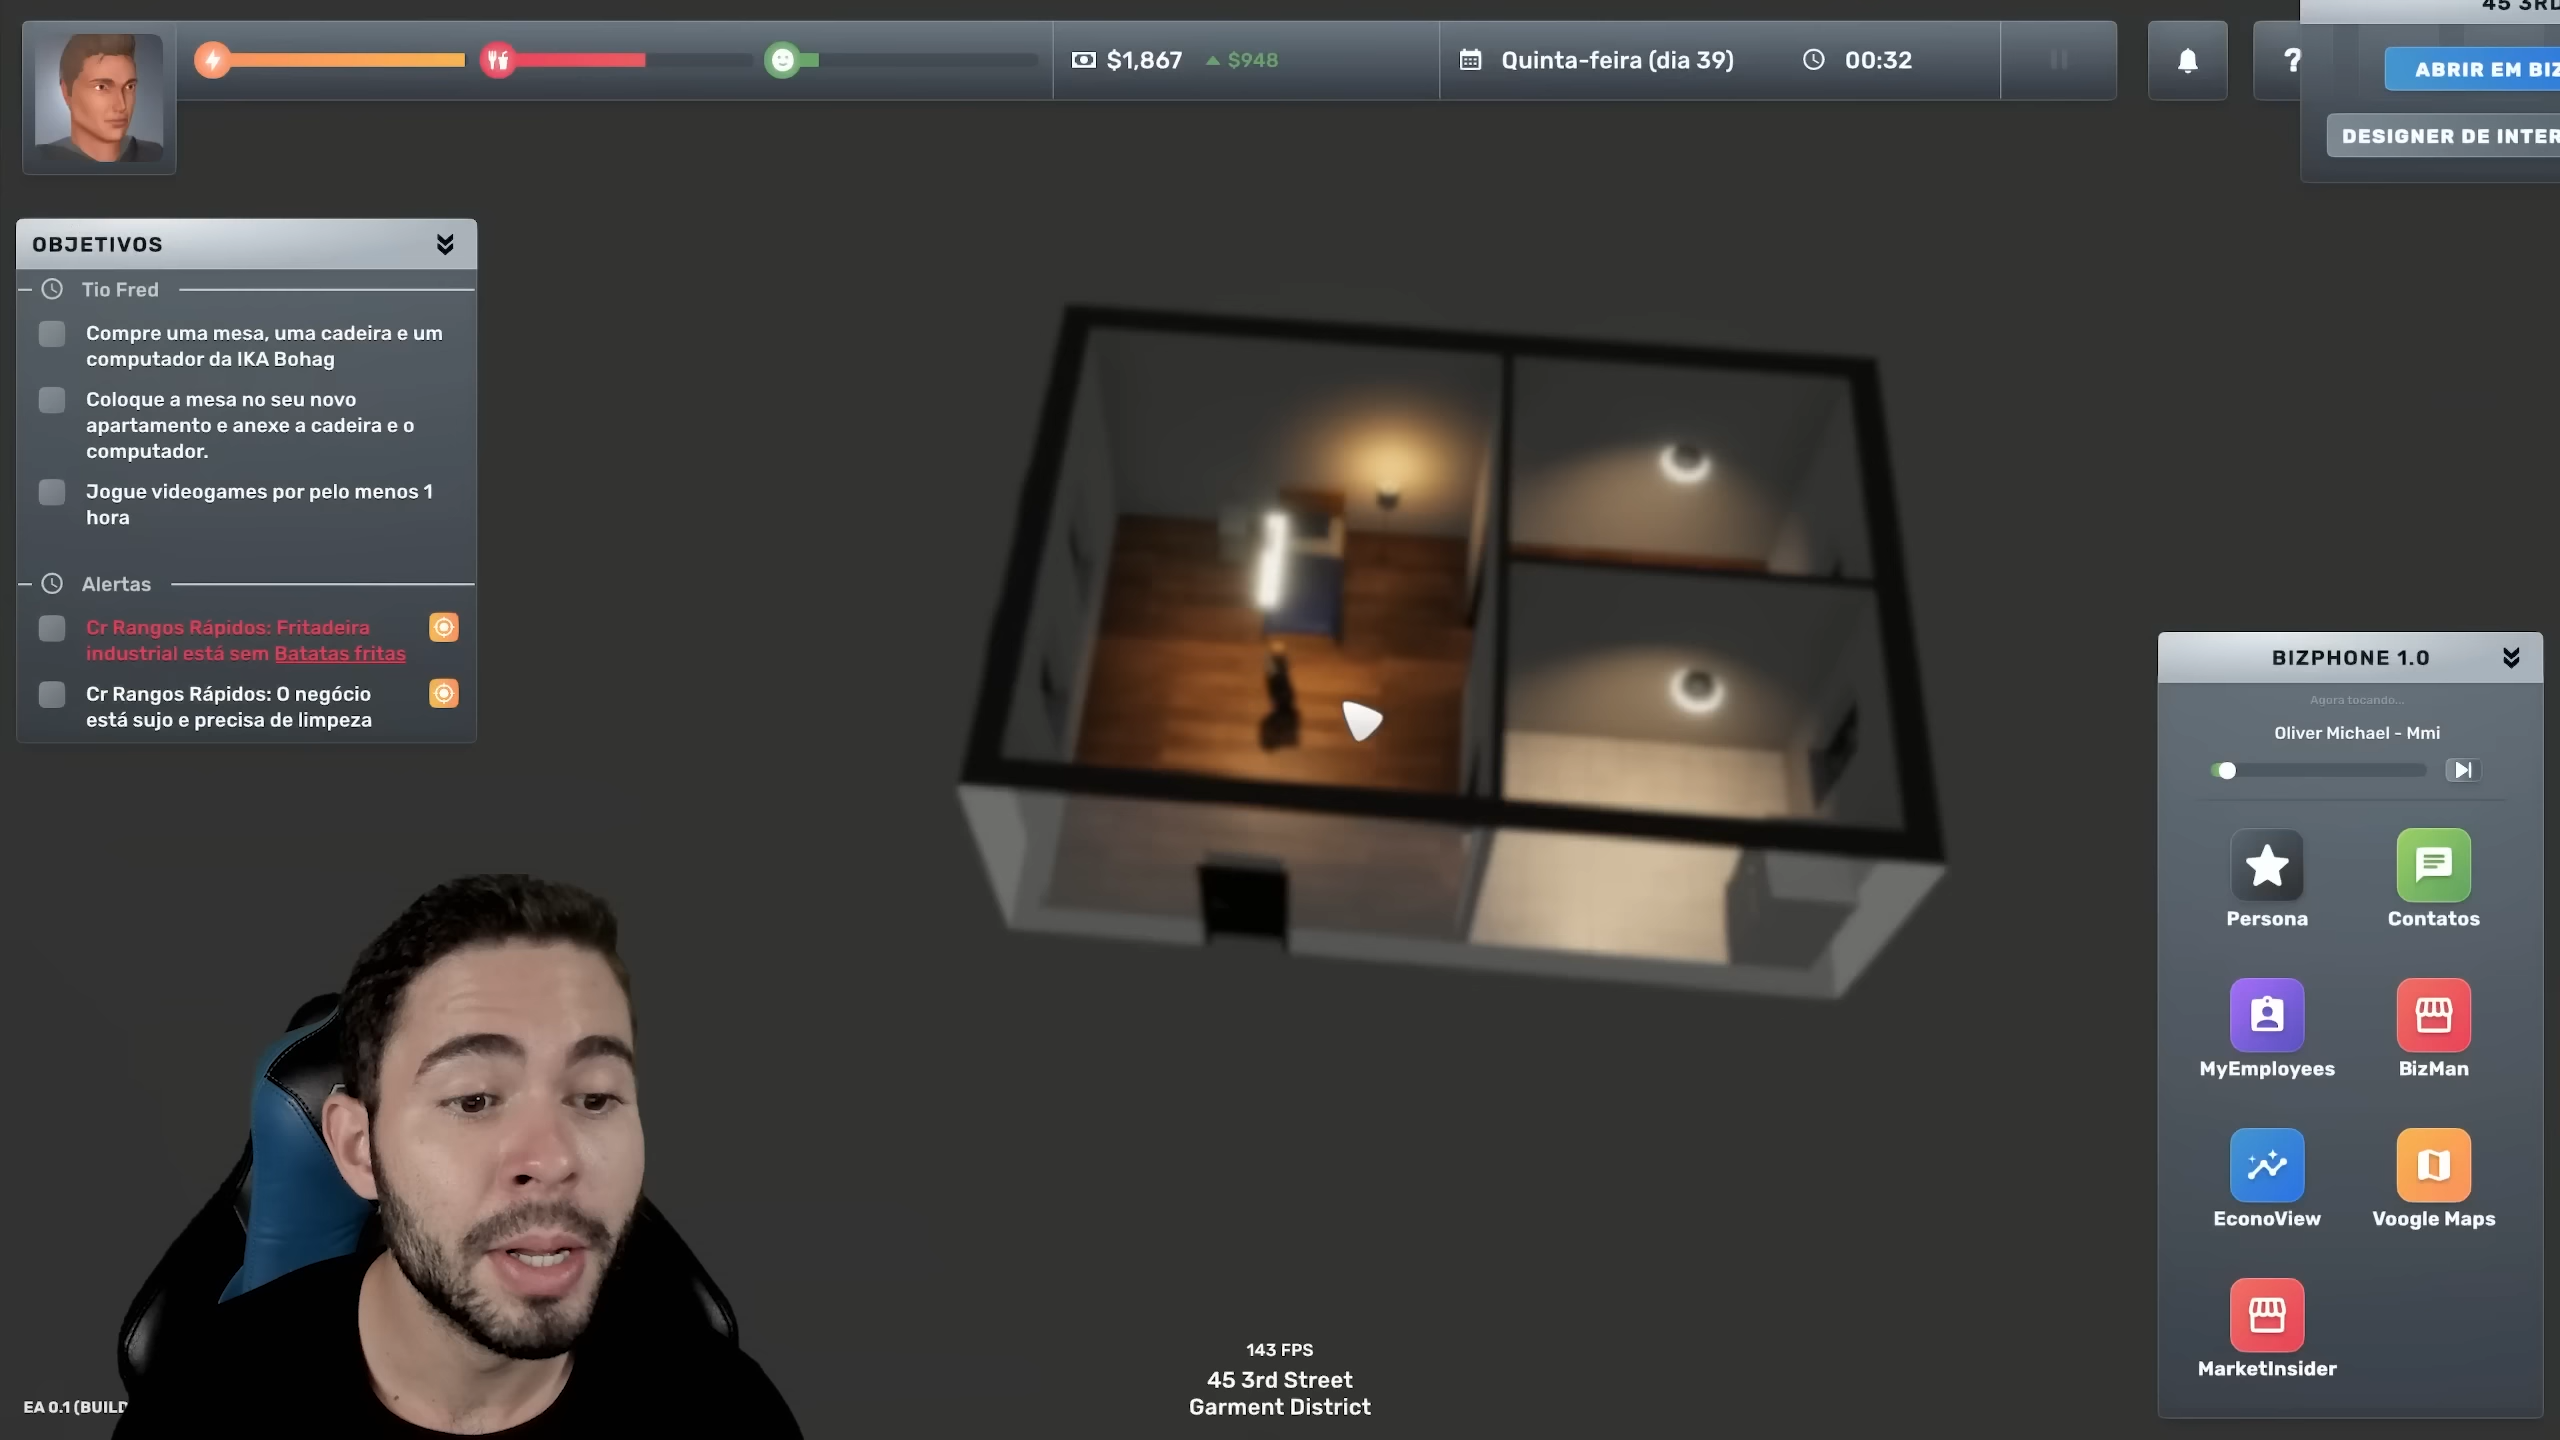 $1,867
$948
Quinta-feira (dia 39)
00:32
?
45 3RD
ABRIR EM BIZ
DESIGNER DE INTER
OBJETIVOS
Tio Fred
Compre uma mesa, uma cadeira e um
computador da IKA Bohag
Coloque a mesa no seu novo
apartamento e anexe a cadeira e o
computador.
Jogue videogames por pelo menos 1
hora
Alertas
Cr Rangos Rápidos: Fritadeira
industrial está sem Batatas fritas
Cr Rangos Rápidos: O negócio
está sujo e precisa de limpeza
BIZPHONE 1.0
Agora tocando...
Oliver Michael - Mmi
Persona
Contatos
MyEmployees
BizMan
EconoView
Voogle Maps
MarketInsider
143 FPS
45 3rd Street
Garment District
EA 0.1 (BUILD